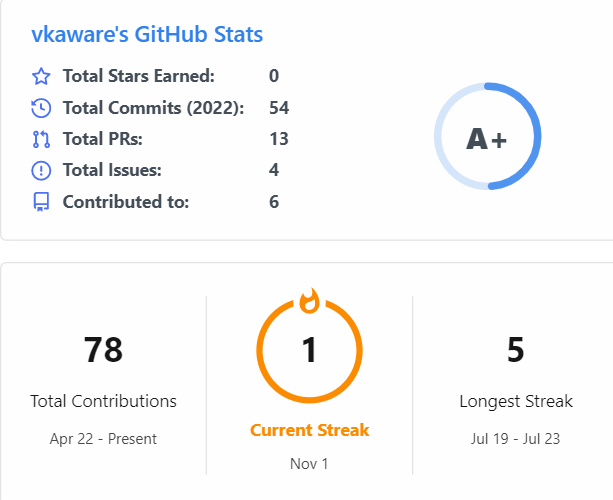 vkaware's GitHub Stats
Total Stars Earned: 0
Total Commits (2022): 54
Total PRs: 13
Total Issues: 4
Contributed to: 6
A+
78
Total Contributions
Apr 22 - Present
1
Current Streak
Nov 1
5
Longest Streak
Jul 19 - Jul 23